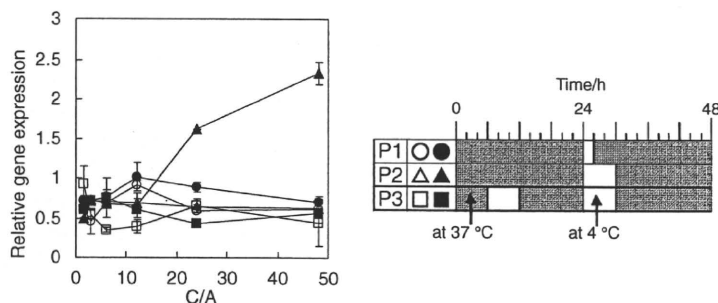 Relative gene expression
3
2.5
2
1.5
1
0.5
0
0 10 20 30 40 50
C/A
Time/h
0 24 48
P1 ○ ●
P2 △ ▲
P3 □ ■
at 37 °C at 4 °C